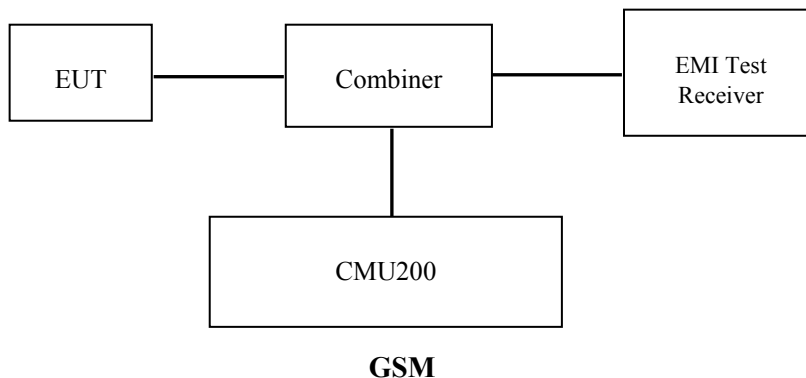 EUT
Combiner
EMI Test
Receiver
CMU200
GSM